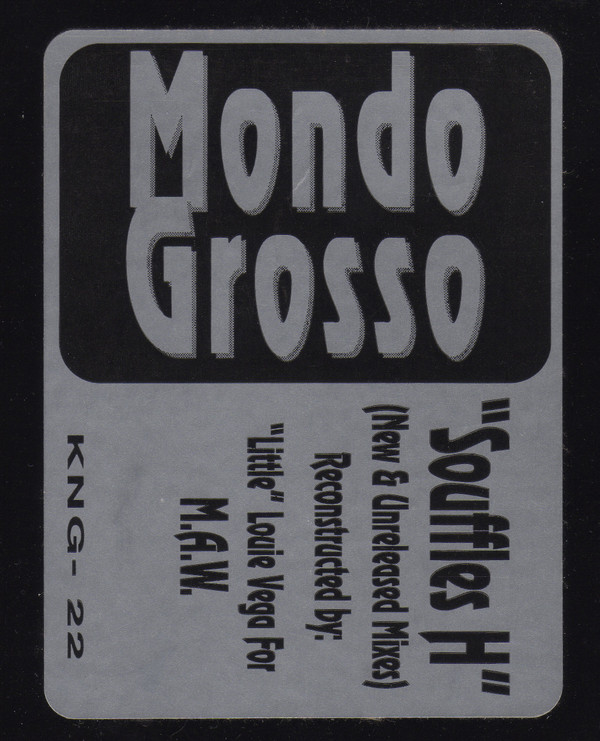 Mondo
Grosso
"Souffles H"
(New & Unreleased Mixes)
Reconstructed by:
"Little" Louie Vega For
M.A.W.
KNG- 22